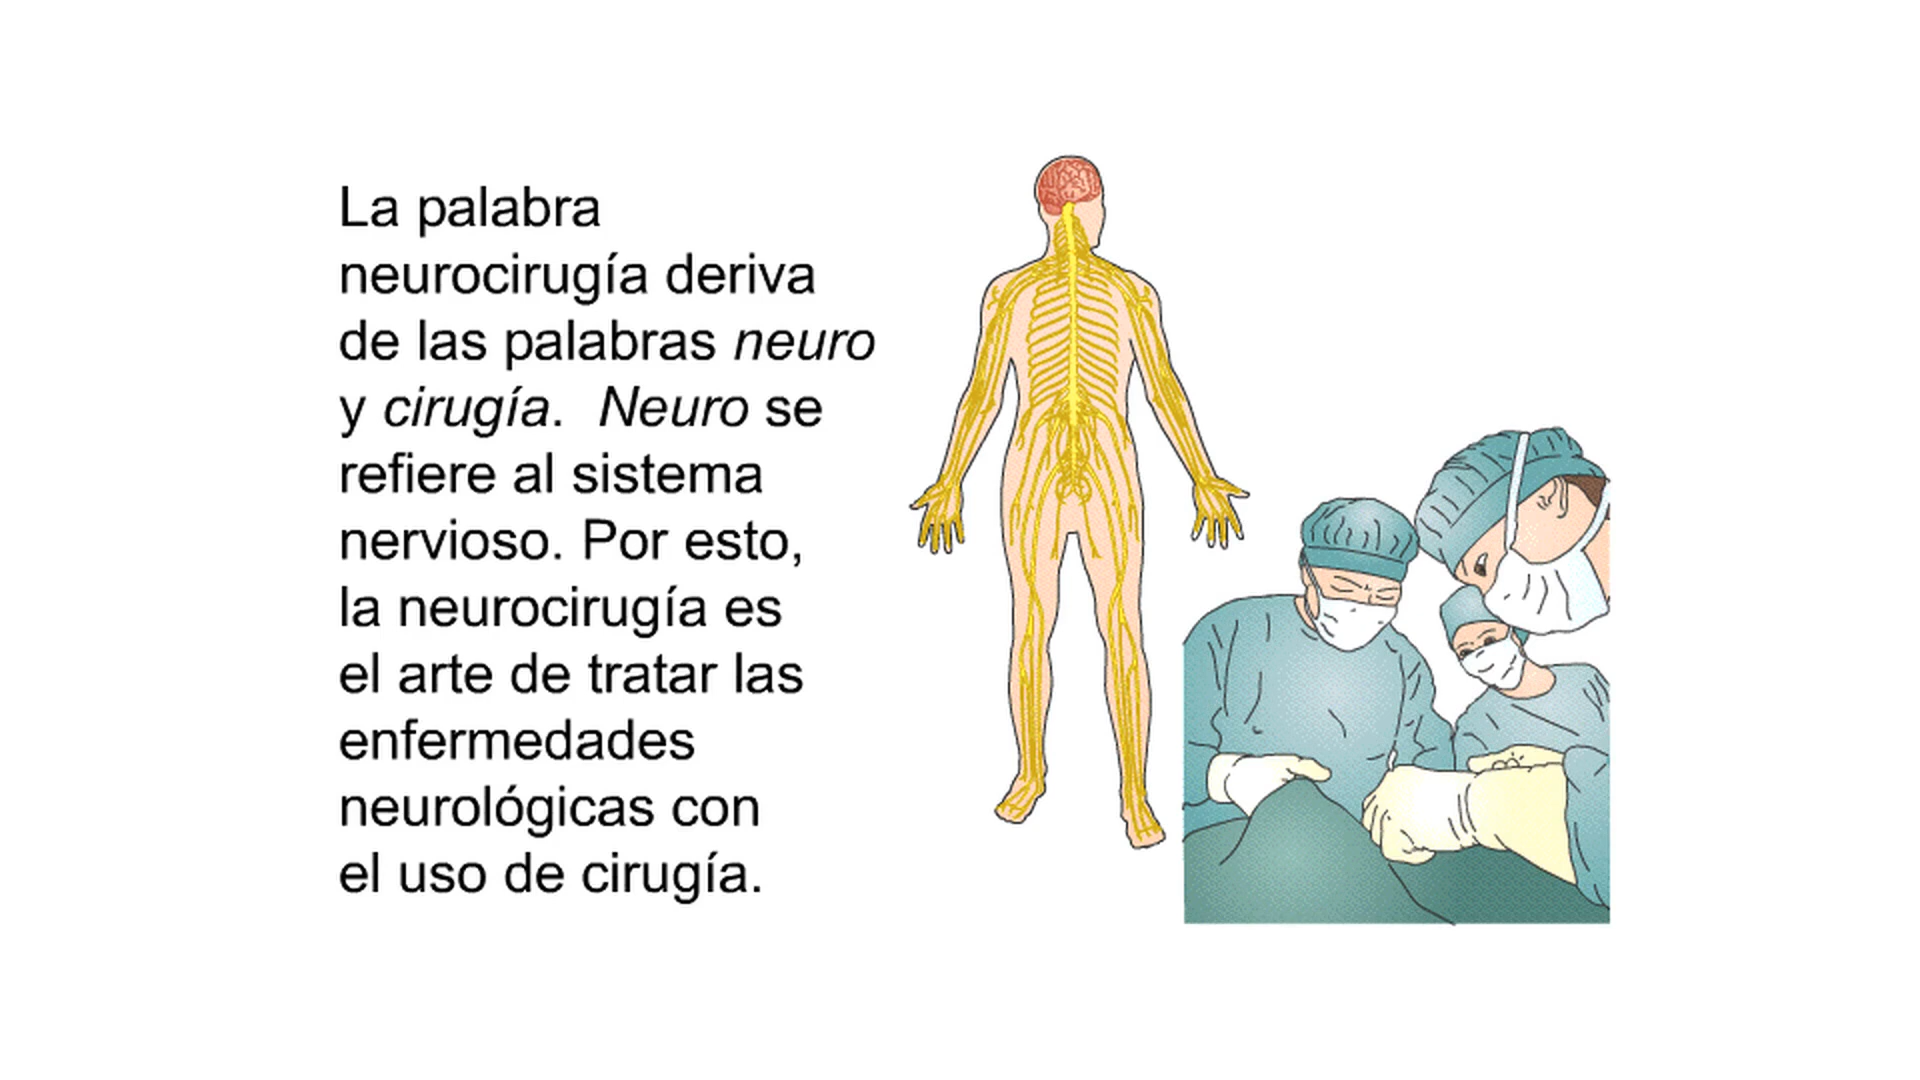 La palabra
neurocirugía deriva
de las palabras neuro
y cirugía.  Neuro se
refiere al sistema
nervioso. Por esto,
la neurocirugía es
el arte de tratar las
enfermedades
neurológicas con
el uso de cirugía.